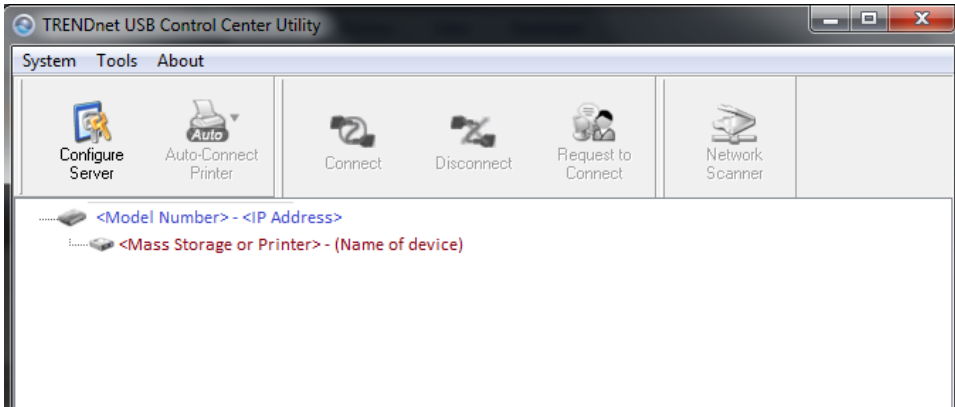 TRENDnet USB Control Center Utility
System Tools About
Configure Server
Auto
Auto-Connect Printer
Connect
Disconnect
Request to Connect
Network Scanner
<Model Number> - <IP Address>
<Mass Storage or Printer> - (Name of device)